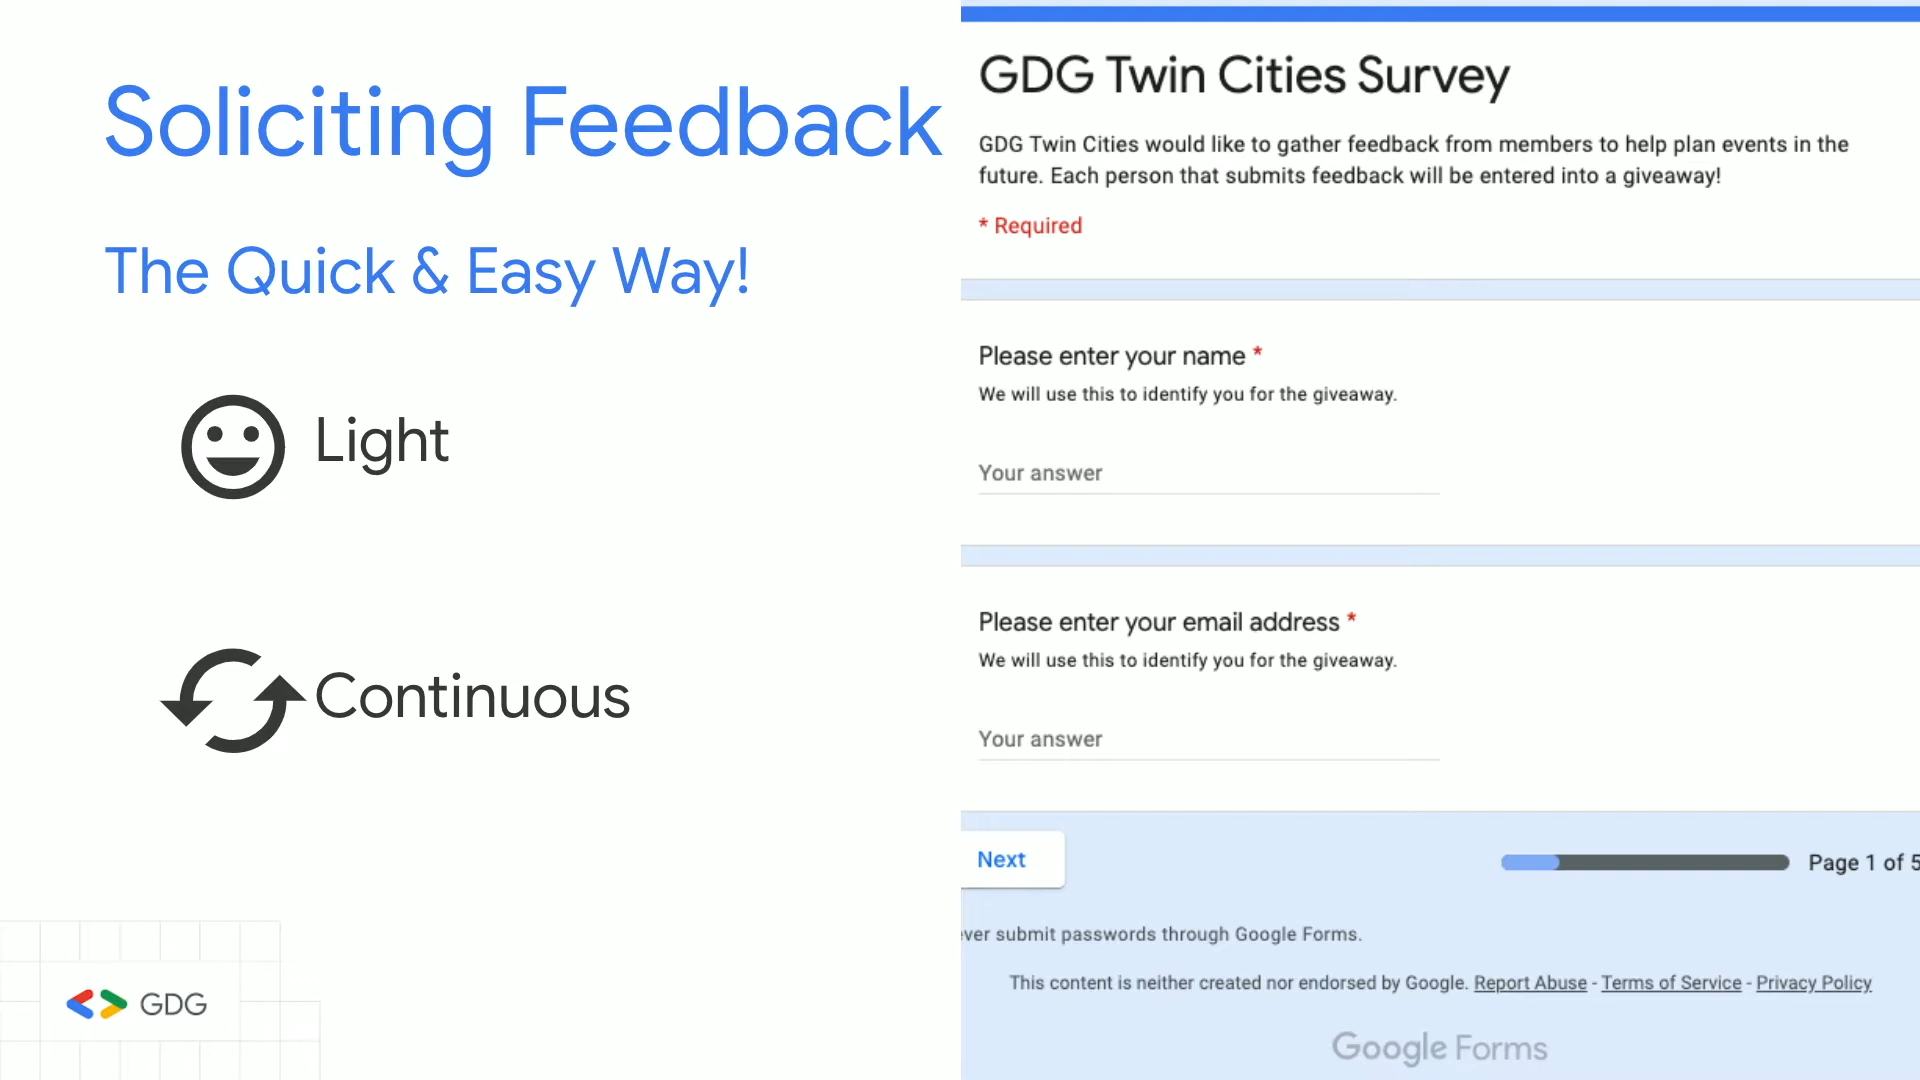 Soliciting Feedback
The Quick & Easy Way!
Light
Continuous
GDG
GDG Twin Cities Survey
GDG Twin Cities would like to gather feedback from members to help plan events in the
future. Each person that submits feedback will be entered into a giveaway!
* Required
Please enter your name *
We will use this to identify you for the giveaway.
Your answer
Please enter your email address *
We will use this to identify you for the giveaway.
Your answer
Next
Page 1 of 5
ever submit passwords through Google Forms.
This content is neither created nor endorsed by Google. Report Abuse - Terms of Service - Privacy Policy
Google Forms